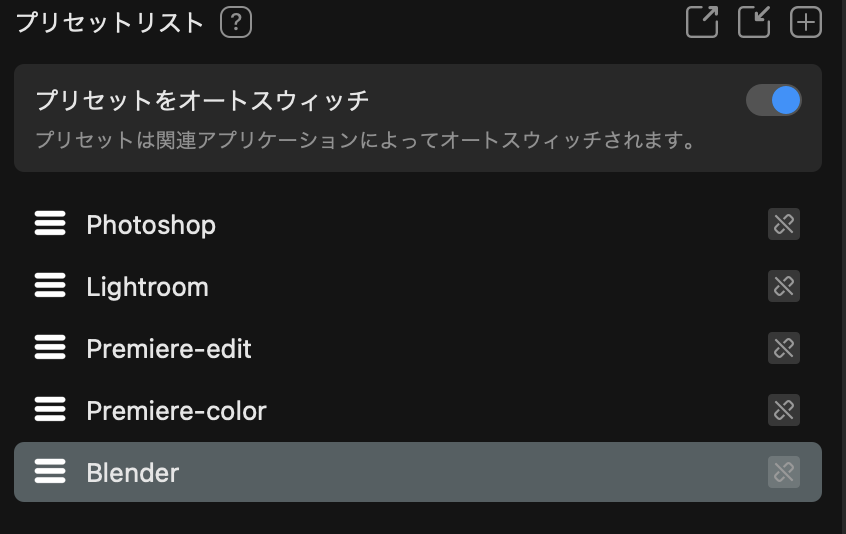 プリセットリスト ?
プリセットをオートスウィッチ
プリセットは関連アプリケーションによってオートスウィッチされます。
Photoshop
Lightroom
Premiere-edit
Premiere-color
Blender